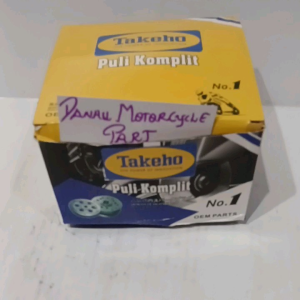 Takeho
Puli Komplit
No.1
DANAU MOTORCYCLE
PART
Takeho
Puli Komplit
No. 1
OEM PARTS